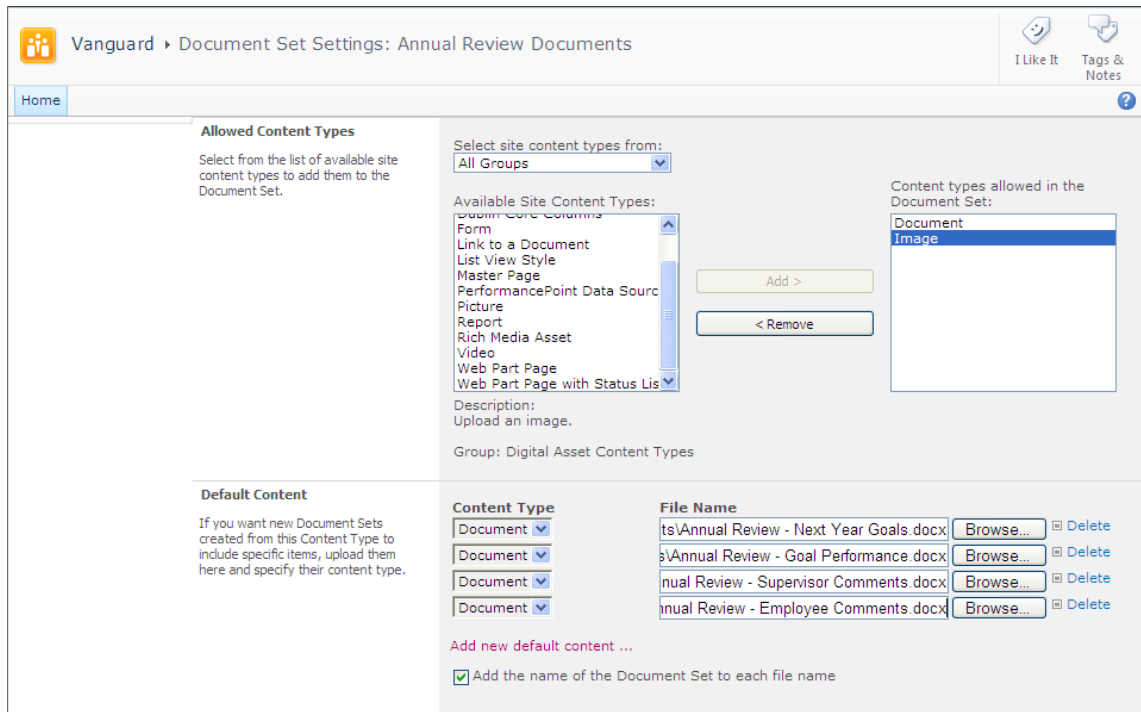 Vanguard ▸ Document Set Settings: Annual Review Documents
I Like It
Tags &
Notes
Home
Allowed Content Types
Select from the list of available site
content types to add them to the
Document Set.
Select site content types from:
All Groups
Available Site Content Types:
Dublin Core Columns
Form
Link to a Document
List View Style
Master Page
PerformancePoint Data Sourc
Picture
Report
Rich Media Asset
Video
Web Part Page
Web Part Page with Status Lis
Add >
< Remove
Content types allowed in the
Document Set:
Document
Image
Description:
Upload an image.
Group: Digital Asset Content Types
Default Content
If you want new Document Sets
created from this Content Type to
include specific items, upload them
here and specify their content type.
Content Type File Name
Document ts\Annual Review - Next Year Goals.docx Browse... Delete
Document s\Annual Review - Goal Performance.docx Browse... Delete
Document nual Review - Supervisor Comments.docx Browse... Delete
Document nnual Review - Employee Comments.docx Browse... Delete
Add new default content ...
Add the name of the Document Set to each file name